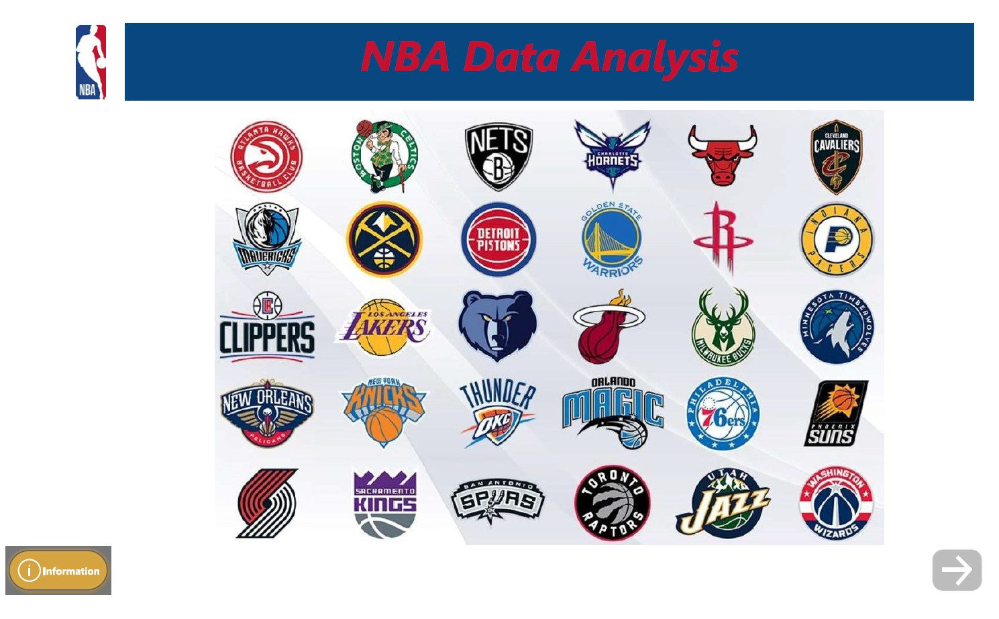 NBA
NBA Data Analysis
ATLANTA HAWKS
BASKETBALL CLUB
BOSTON
CELTICS
NETS
B
CHARLOTTE
HORNETS
CLEVELAND
CAVALIERS
C
DALLAS
MAVERICKS
DETROIT
PISTONS
GOLDEN STATE
WARRIORS
R
INDIANA
P
PACERS
LAC
CLIPPERS
LOS ANGELES
LAKERS
MILWAUKEE BUCKS
MINNESOTA TIMBERWOLVES
NEW ORLEANS
PELICANS
NEW YORK
KNICKS
THUNDER
OKC
ORLANDO
MAGIC
PHILADELPHIA
76ers
PHOENIX
SUNS
SACRAMENTO
KINGS
SAN ANTONIO
SPURS
TORONTO
RAPTORS
UTAH
JAZZ
WASHINGTON
WIZARDS
i Information